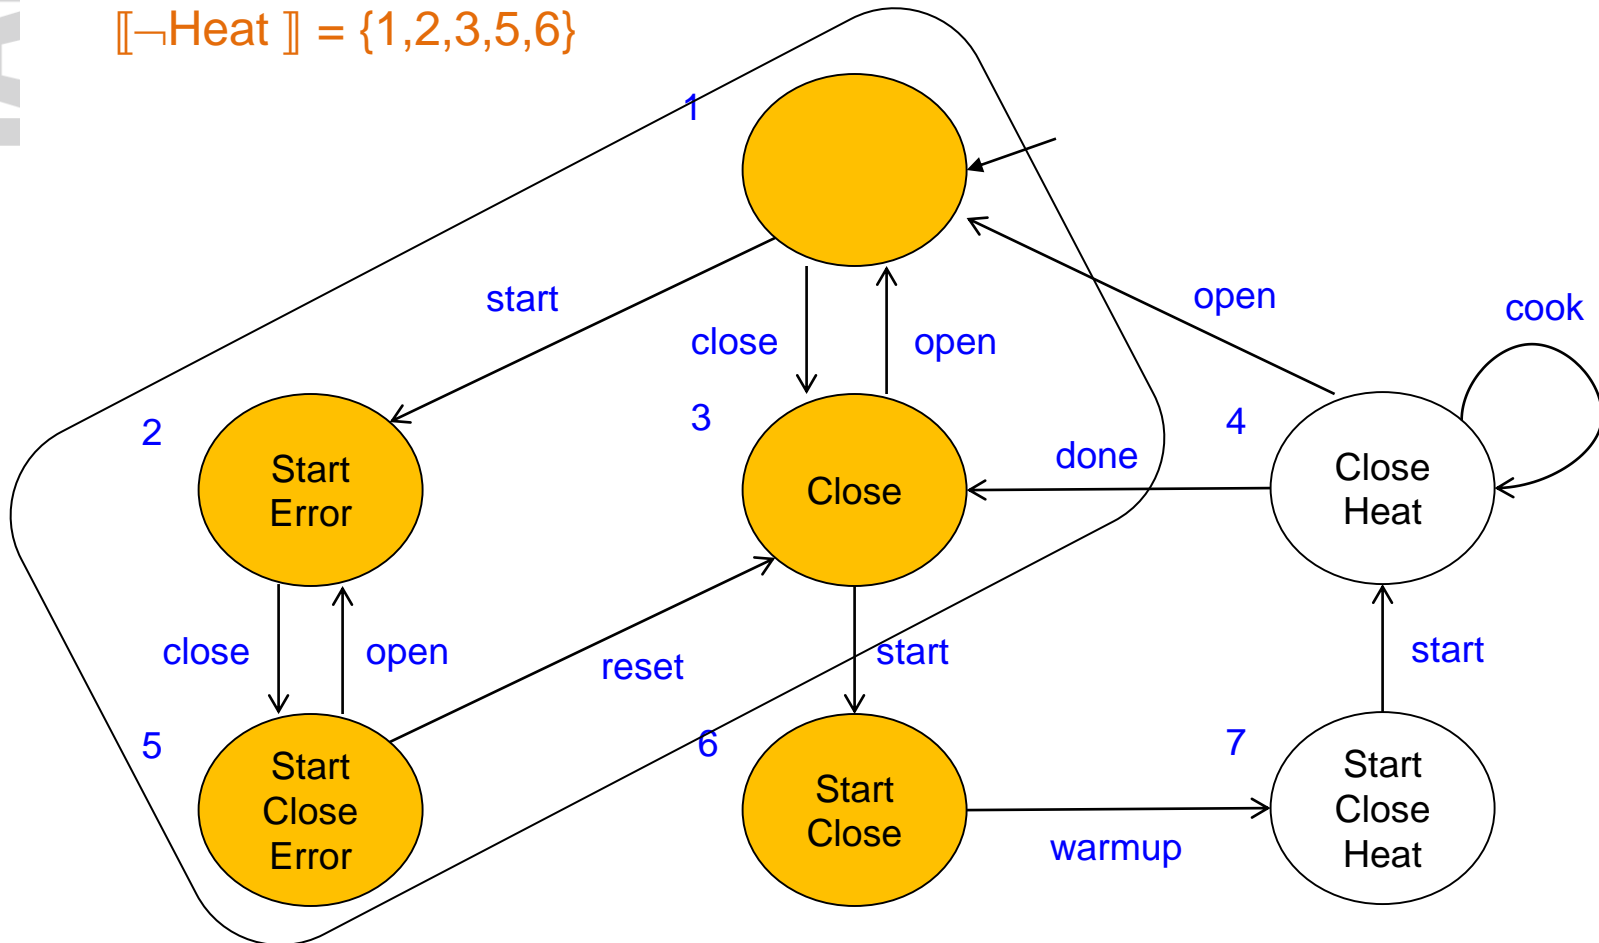 ⟦¬Heat ⟧ = {1,2,3,5,6}
1
start
close
open
open
cook
2
Start
Error
3
Close
done
4
Close
Heat
close
open
reset
start
start
5
Start
Close
Error
6
Start
Close
warmup
7
Start
Close
Heat